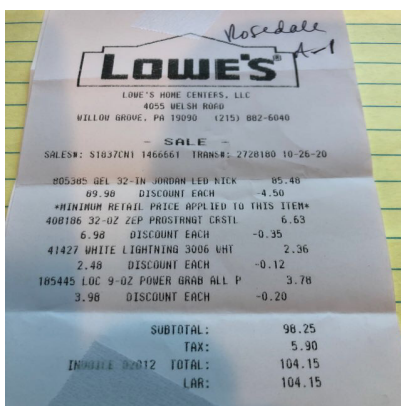 Rosedale
A-1
LOWE'S
LOWE'S HOME CENTERS, LLC
4055 WELSH ROAD
WILLOW GROVE, PA 19090 (215) 882-6040
- SALE -
SALES#: S1837CN1 1466661 TRANS#: 2728180 10-26-20
805385 GEL 32-IN JORDAN LED NICK 85.48
89.98 DISCOUNT EACH -4.50
*MINIMUM RETAIL PRICE APPLIED TO THIS ITEM*
408186 32-OZ ZEP PROSTRNGT CRSTL 6.63
6.98 DISCOUNT EACH -0.35
41427 WHITE LIGHTNING 3006 WHT 2.36
2.48 DISCOUNT EACH -0.12
185445 LOC 9-OZ POWER GRAB ALL P 3.78
3.98 DISCOUNT EACH -0.20
SUBTOTAL: 98.25
TAX: 5.90
INVOICE 02012 TOTAL: 104.15
LAR: 104.15